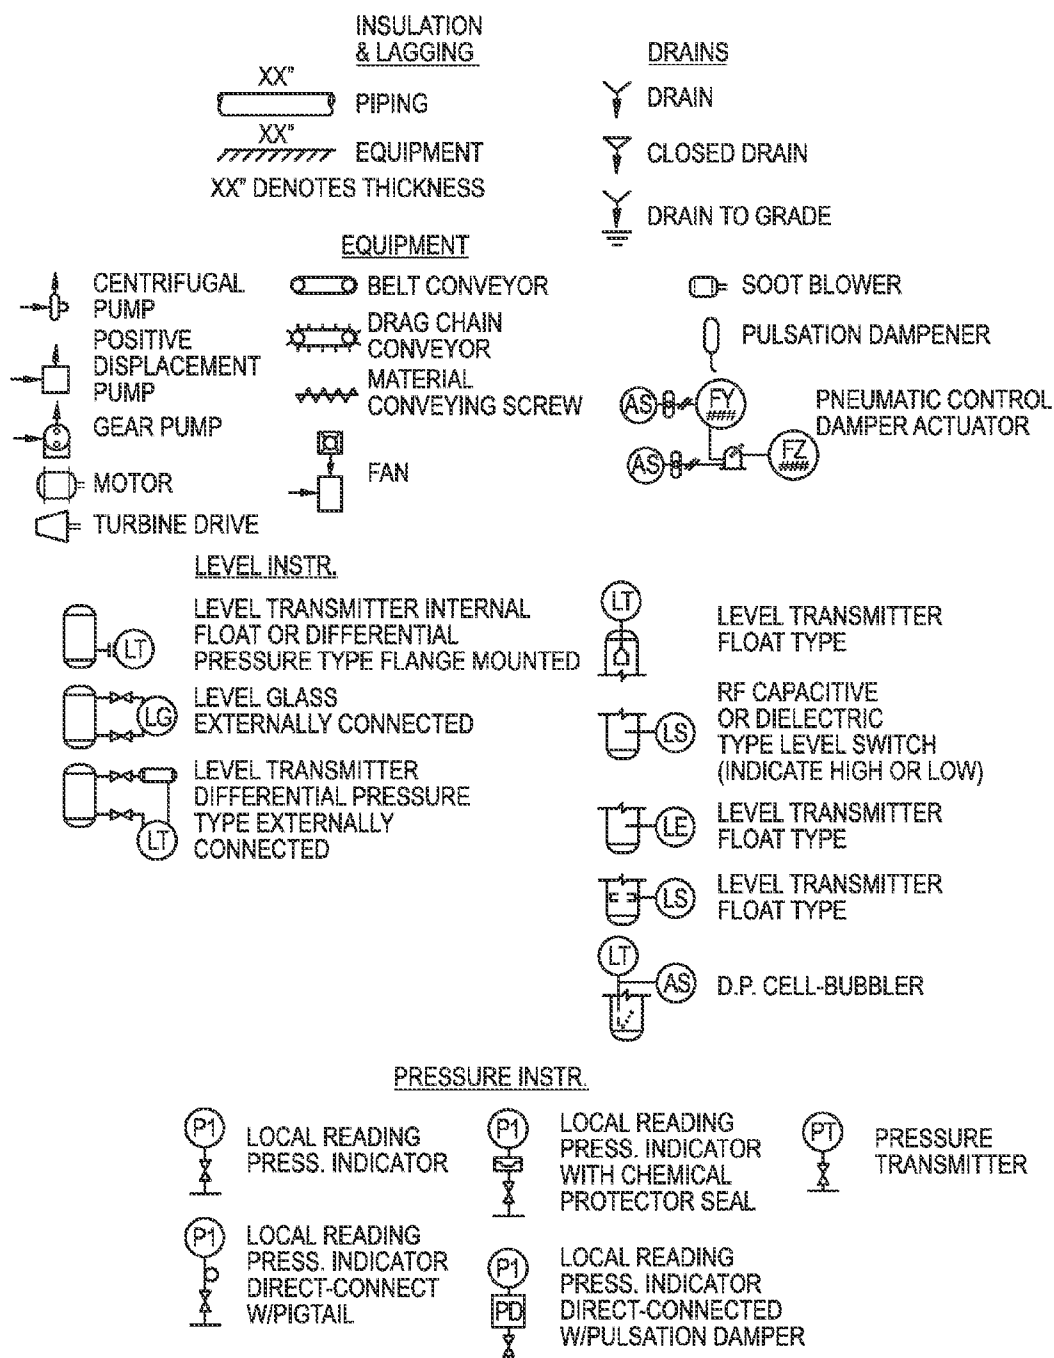 INSULATION
& LAGGING
XX"
PIPING
XX"
EQUIPMENT
XX" DENOTES THICKNESS
DRAINS
DRAIN
CLOSED DRAIN
DRAIN TO GRADE
EQUIPMENT
CENTRIFUGAL
PUMP
POSITIVE
DISPLACEMENT
PUMP
GEAR PUMP
MOTOR
TURBINE DRIVE
BELT CONVEYOR
DRAG CHAIN
CONVEYOR
MATERIAL
CONVEYING SCREW
FAN
SOOT BLOWER
PULSATION DAMPENER
AS
FY
###
PNEUMATIC CONTROL
DAMPER ACTUATOR
AS
FZ
###
LEVEL INSTR.
LT
LEVEL TRANSMITTER INTERNAL
FLOAT OR DIFFERENTIAL
PRESSURE TYPE FLANGE MOUNTED
LG
LEVEL GLASS
EXTERNALLY CONNECTED
LT
LEVEL TRANSMITTER
DIFFERENTIAL PRESSURE
TYPE EXTERNALLY
CONNECTED
LT
LEVEL TRANSMITTER
FLOAT TYPE
LS
RF CAPACITIVE
OR DIELECTRIC
TYPE LEVEL SWITCH
(INDICATE HIGH OR LOW)
LE
LEVEL TRANSMITTER
FLOAT TYPE
LS
LEVEL TRANSMITTER
FLOAT TYPE
LT
AS
D.P. CELL-BUBBLER
PRESSURE INSTR.
P1
LOCAL READING
PRESS. INDICATOR
P1
LOCAL READING
PRESS. INDICATOR
WITH CHEMICAL
PROTECTOR SEAL
PT
PRESSURE
TRANSMITTER
P1
LOCAL READING
PRESS. INDICATOR
DIRECT-CONNECT
W/PIGTAIL
P1
PD
LOCAL READING
PRESS. INDICATOR
DIRECT-CONNECTED
W/PULSATION DAMPER